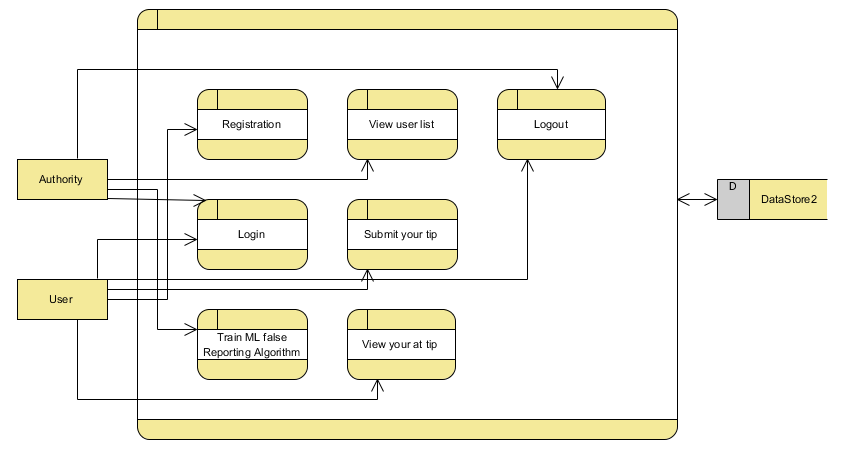 Registration
View user list
Logout
Authority
D
DataStore2
Login
Submit your tip
User
Train ML false
Reporting Algorithm
View your at tip